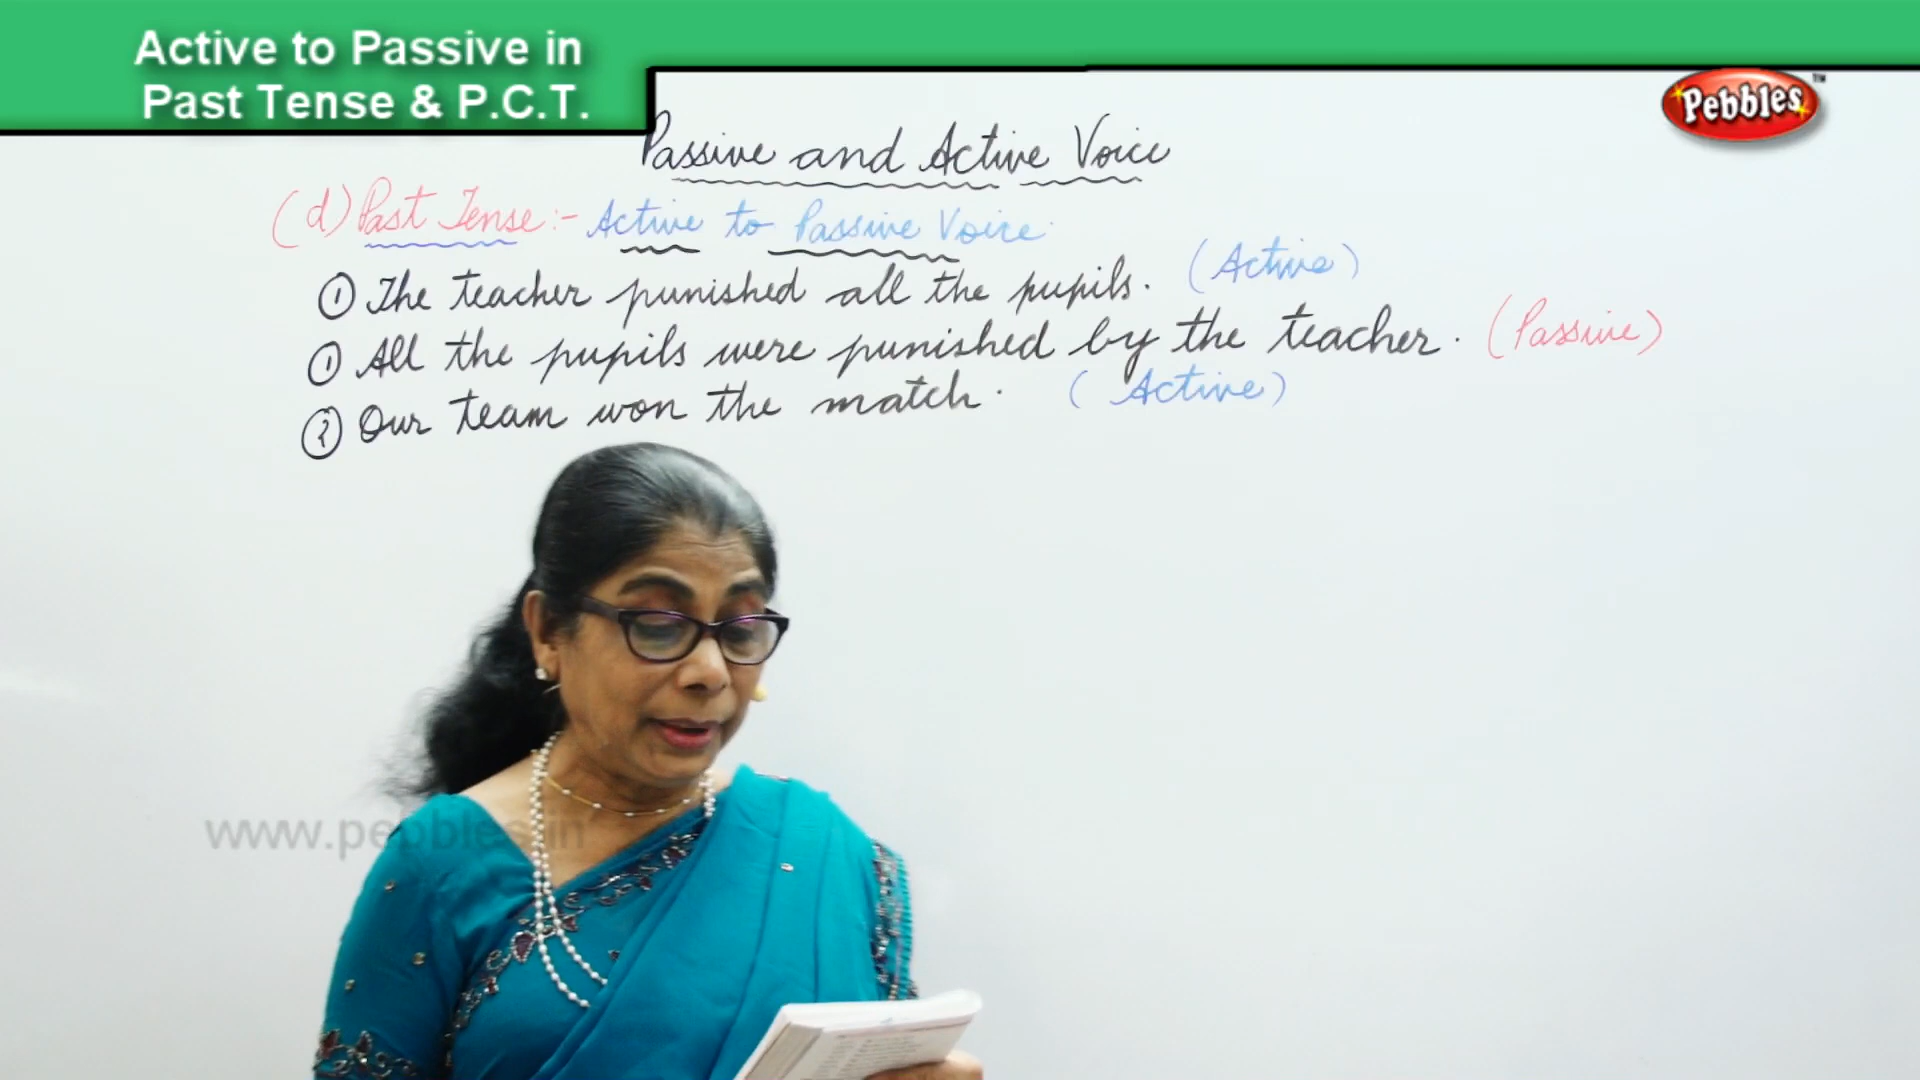 Active to Passive in
Past Tense & P.C.T.
Pebbles™
Passive and Active Voice
(d) Past Tense:- Active to Passive Voice.
① The teacher punished all the pupils. (Active)
① All the pupils were punished by the teacher. (Passive)
② Our team won the match. (Active)
www.pebbles.in